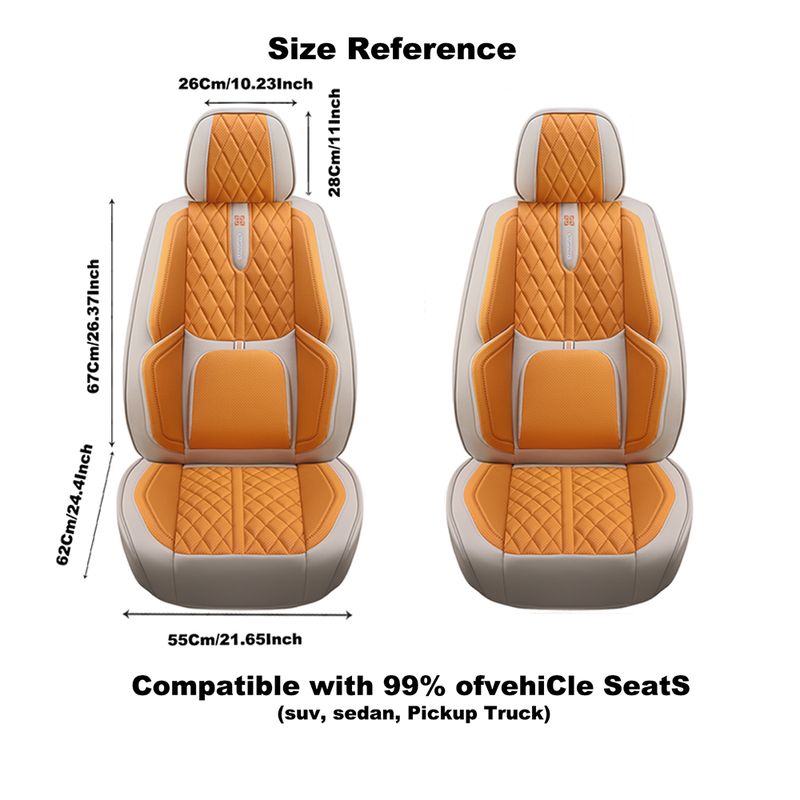 Size Reference
26Cm/10.23Inch
28Cm/11Inch
67Cm/26.37Inch
62Cm/24.4Inch
55Cm/21.65Inch
Compatible with 99% ofvehiCle SeatS
(suv, sedan, Pickup Truck)